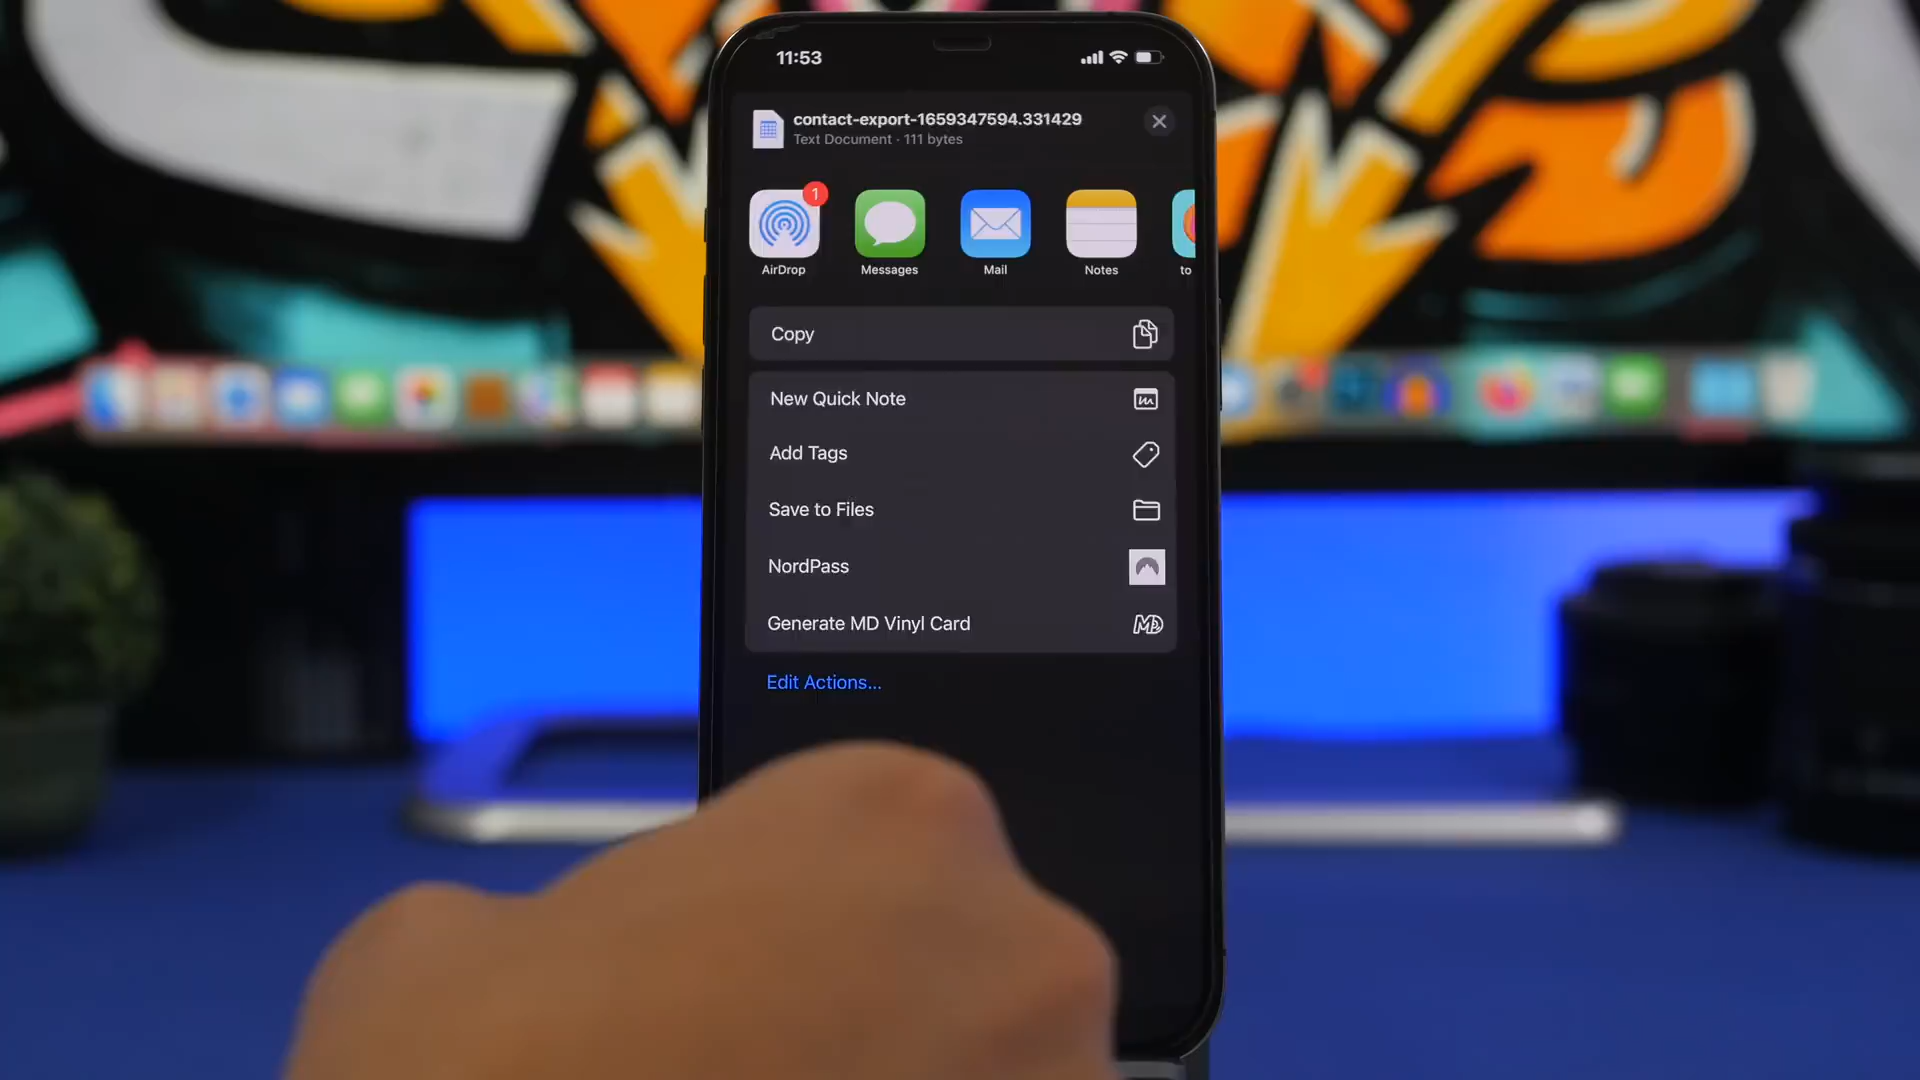 11:53
contact-export-1659347594.331429
Text Document · 111 bytes
1
AirDrop
Messages
Mail
Notes
to
Copy
New Quick Note
Add Tags
Save to Files
NordPass
Generate MD Vinyl Card
MD
Edit Actions...